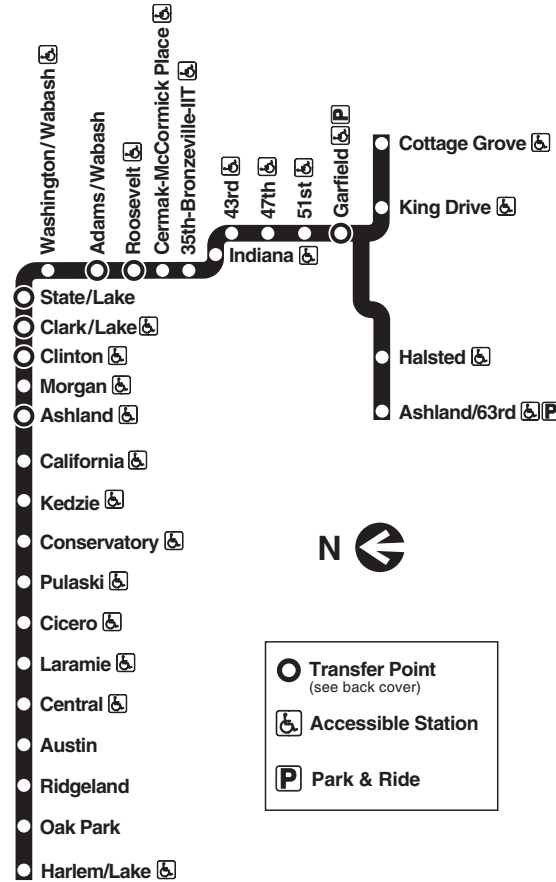 Washington/Wabash
Adams/Wabash
Roosevelt
Cermak-McCormick Place
35th-Bronzeville-IIT
43rd
47th
51st
Garfield P
Cottage Grove
King Drive
Indiana
State/Lake
Clark/Lake
Clinton
Morgan
Ashland
Halsted
Ashland/63rd P
California
Kedzie
Conservatory
Pulaski
Cicero
Laramie
Central
Austin
Ridgeland
Oak Park
Harlem/Lake
N
Transfer Point
(see back cover)
Accessible Station
P Park & Ride